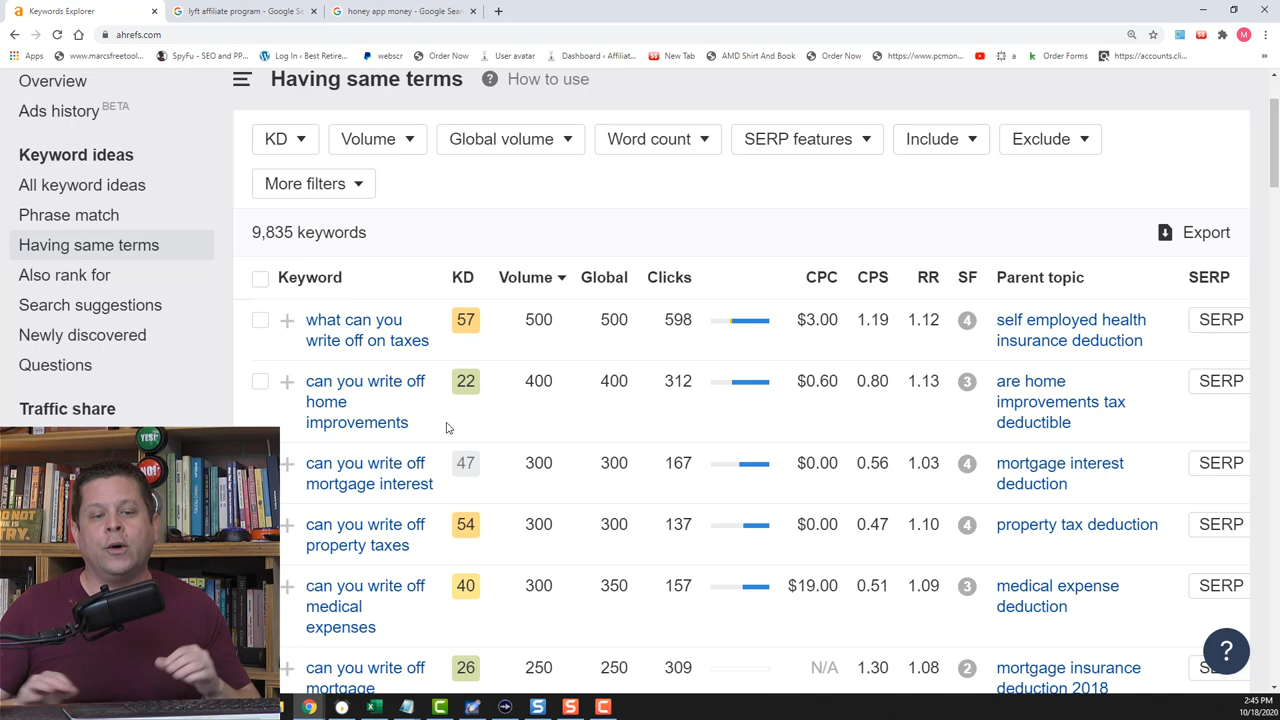 Keywords Explorer
lyft affiliate program - Google Se
honey app money - Google Sear
ahrefs.com
Apps
www.marcsfreetool...
SpyFu - SEO and PP...
Log In ‹ Best Retire...
webscr
Order Now
User avatar
Dashboard / Affiliat...
New Tab
AMD Shirt And Book
Order Now
https://www.pcmon...
a
Order Forms
https://accounts.cli...
Overview
Ads history BETA
Keyword ideas
All keyword ideas
Phrase match
Having same terms
Also rank for
Search suggestions
Newly discovered
Questions
Traffic share
Having same terms
? How to use
KD
Volume
Global volume
Word count
SERP features
Include
Exclude
More filters
9,835 keywords
Export
Keyword KD Volume Global Clicks CPC CPS RR SF Parent topic SERP
what can you 57 500 500 598 $3.00 1.19 1.12 4 self employed health SERP
write off on taxes insurance deduction
can you write off 22 400 400 312 $0.60 0.80 1.13 3 are home SERP
home improvements tax
improvements deductible
can you write off 47 300 300 167 $0.00 0.56 1.03 4 mortgage interest SERP
mortgage interest deduction
can you write off 54 300 300 137 $0.00 0.47 1.10 4 property tax deduction SERP
property taxes
can you write off 40 300 350 157 $19.00 0.51 1.09 3 medical expense SERP
medical deduction
expenses
can you write off 26 250 250 309 N/A 1.30 1.08 2 mortgage insurance SERP
mortgage deduction 2018
YES!
NO!
?
2:45 PM
10/18/2020